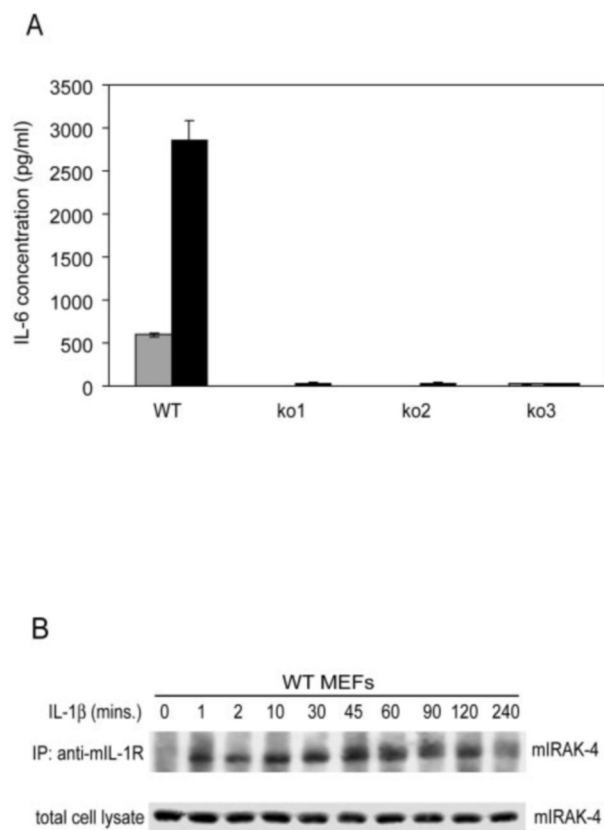 A
3500
3000
2500
2000
1500
1000
500
0
IL-6 concentration (pg/ml)
WT ko1 ko2 ko3
B
WT MEFs
IL-1β (mins.) 0 1 2 10 30 45 60 90 120 240
IP: anti-mIL-1R mIRAK-4
total cell lysate mIRAK-4